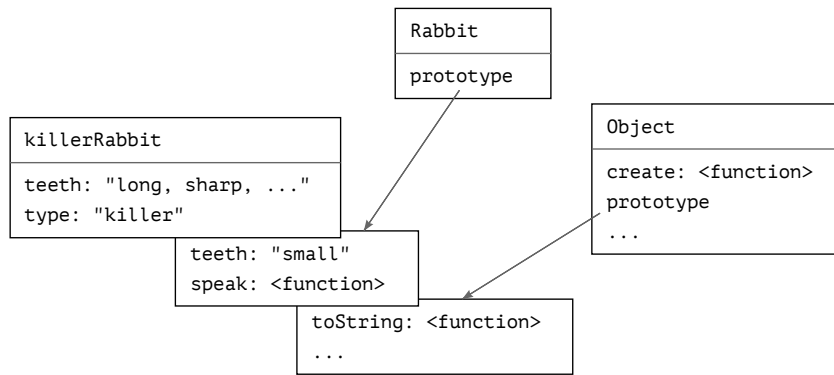 Rabbit
prototype
killerRabbit
teeth: "long, sharp, ..."
type: "killer"
Object
create: <function>
prototype
...
teeth: "small"
speak: <function>
toString: <function>
...